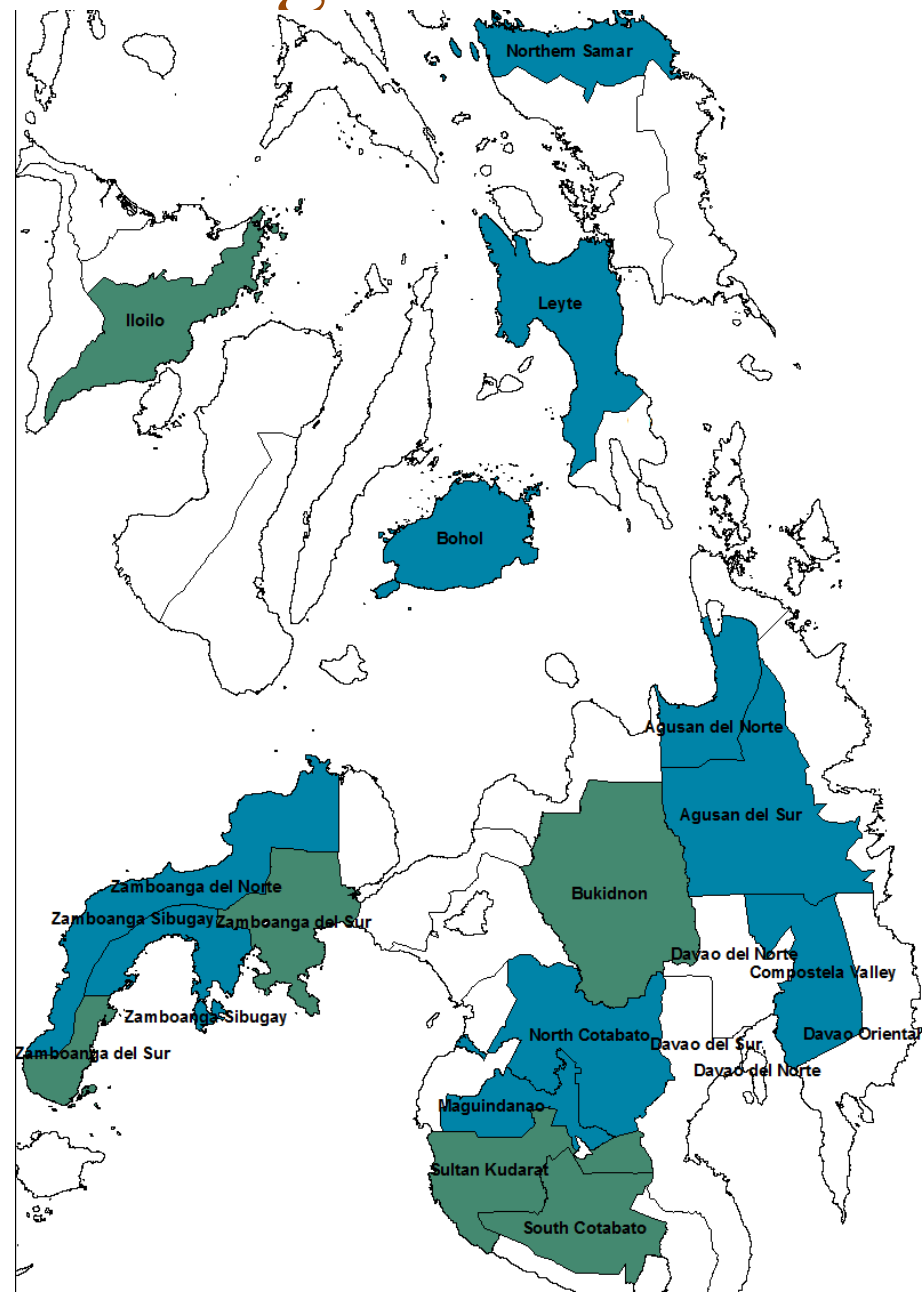 Northern Samar
Leyte
Iloilo
Bohol
Agusan del Norte
Agusan del Sur
Zamboanga del Norte
Bukidnon
Zamboanga Sibugay
Zamboanga del Sur
Davao del Norte
Compostela Valley
Zamboanga Sibugay
North Cotabato
Davao Oriental
Davao del Sur
Zamboanga del Sur
Davao del Norte
Maguindanao
Sultan Kudarat
South Cotabato